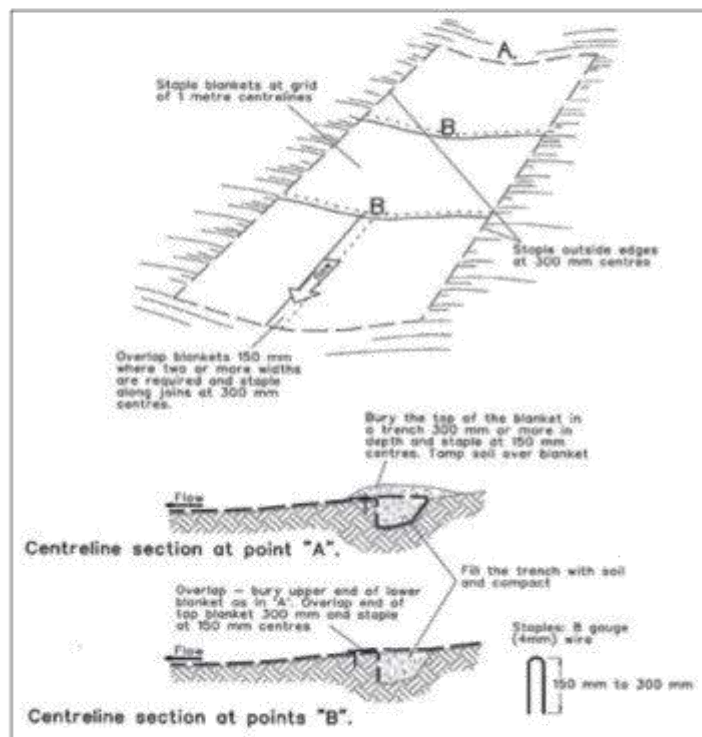 A.
Staple blankets at grid
of 1 metre centrelines
B
B.
Staple outside edges
at 300 mm centres
Overlap blankets 150 mm
where two or more widths
are required and staple
along joins at 300 mm
centres.
Bury the top of the blanket in
a trench 300 mm or more in
depth and staple at 150 mm
centres. Tamp soil over blanket
Flow
Centreline section at point "A".
Fill the trench with soil
and compact
Overlap – bury upper end of lower
blanket as in "A". Overlap end of
top blanket 300 mm and staple
at 150 mm centres
Staples: 8 gauge
(4mm) wire
Flow
150 mm to 300 mm
Centreline section at points "B".